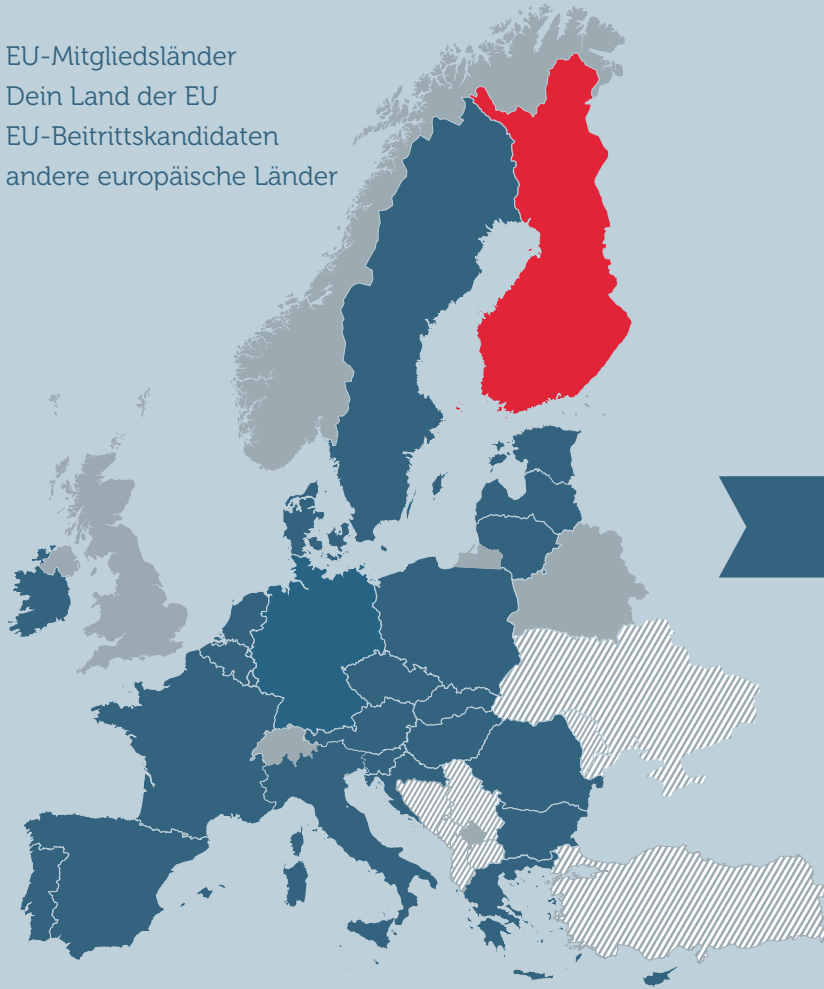 EU-Mitgliedsländer
Dein Land der EU
EU-Beitrittskandidaten
andere europäische Länder